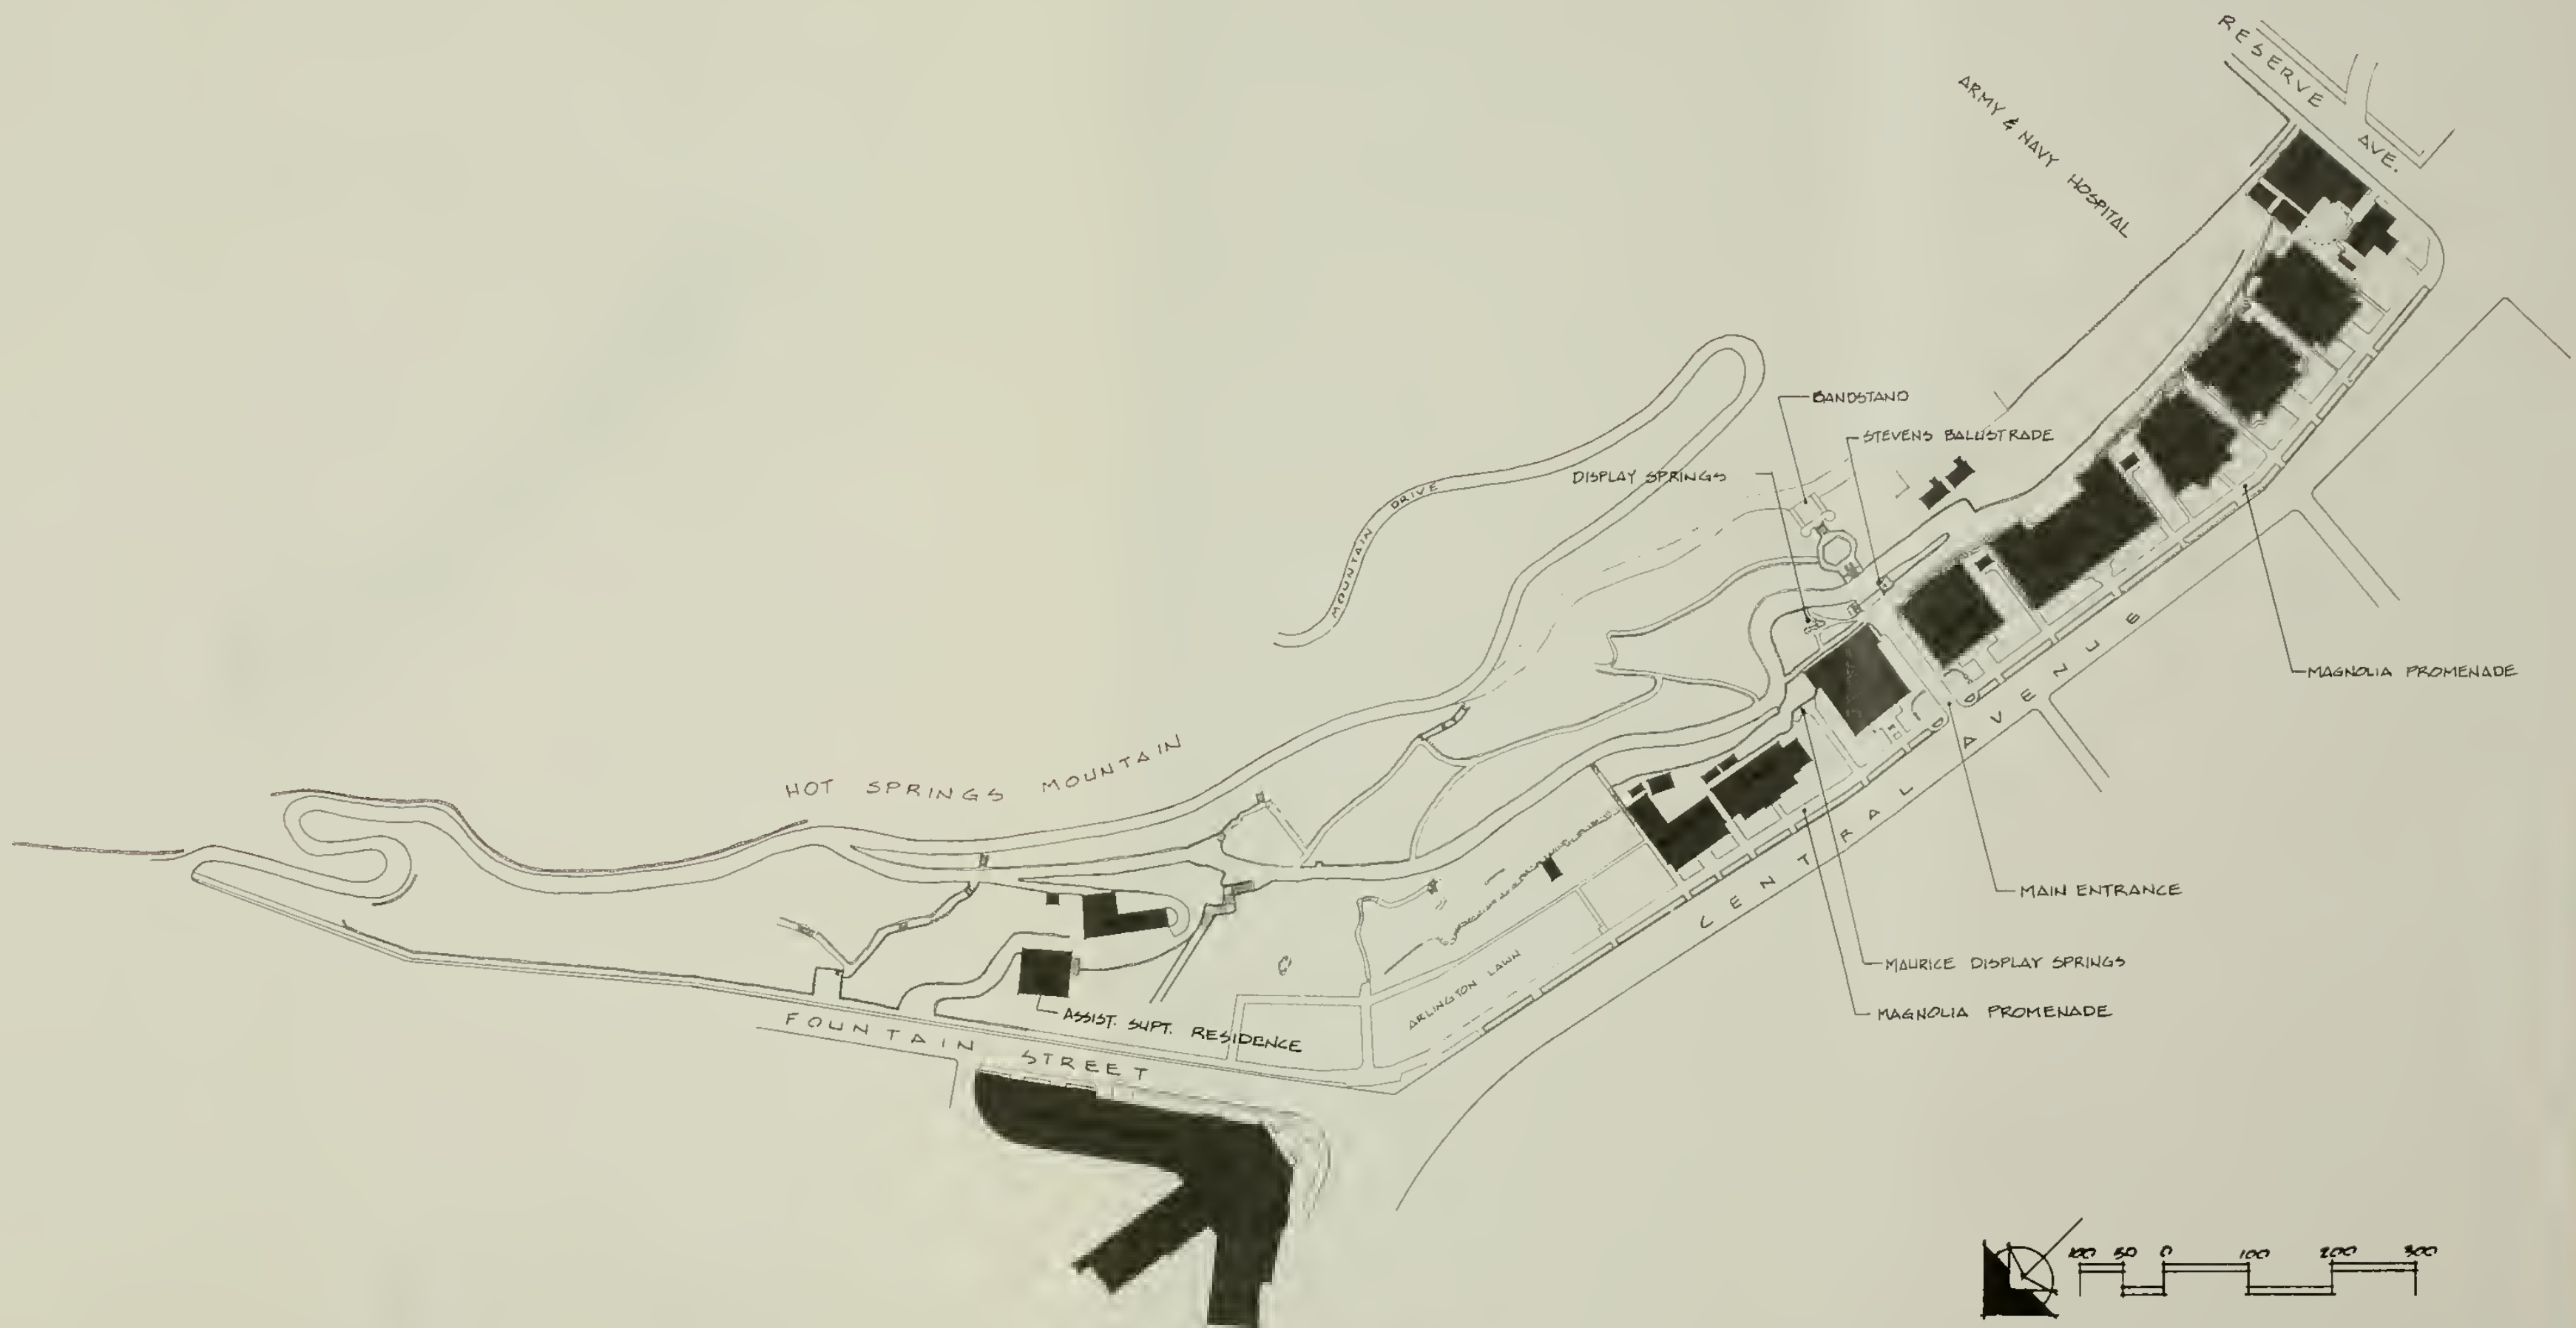 RESERVE AVE.
ARMY & NAVY HOSPITAL
BANDSTAND
STEVENS BALUSTRADE
DISPLAY SPRINGS
MOUNTAIN DRIVE
MAGNOLIA PROMENADE
HOT SPRINGS MOUNTAIN
CENTRAL AVENUE
MAIN ENTRANCE
MAURICE DISPLAY SPRINGS
MAGNOLIA PROMENADE
ARLINGTON LAWN
ASSIST. SUPT. RESIDENCE
FOUNTAIN STREET
100 50 0 100 200 300